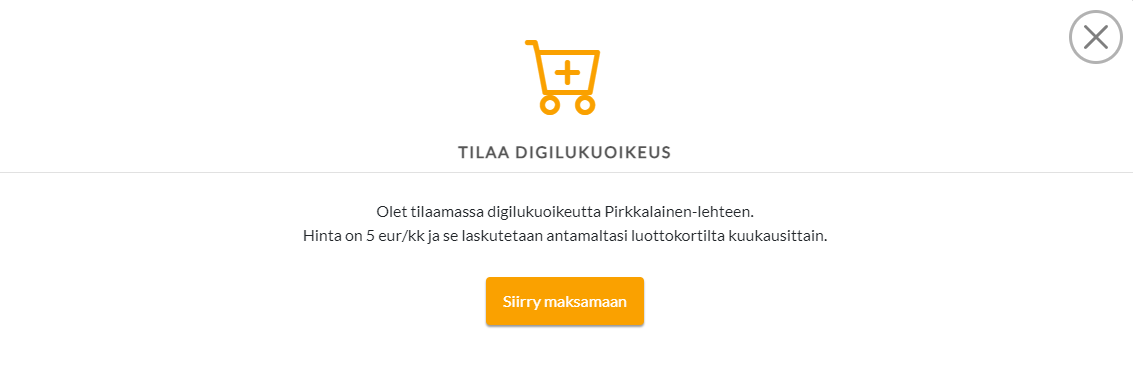 TILAA DIGILUKUOIKEUS
Olet tilaamassa digilukuoikeutta Pirkkalainen-lehteen.
Hinta on 5 eur/kk ja se laskutetaan antamaltasi luottokortilta kuukausittain.
Siirry maksamaan